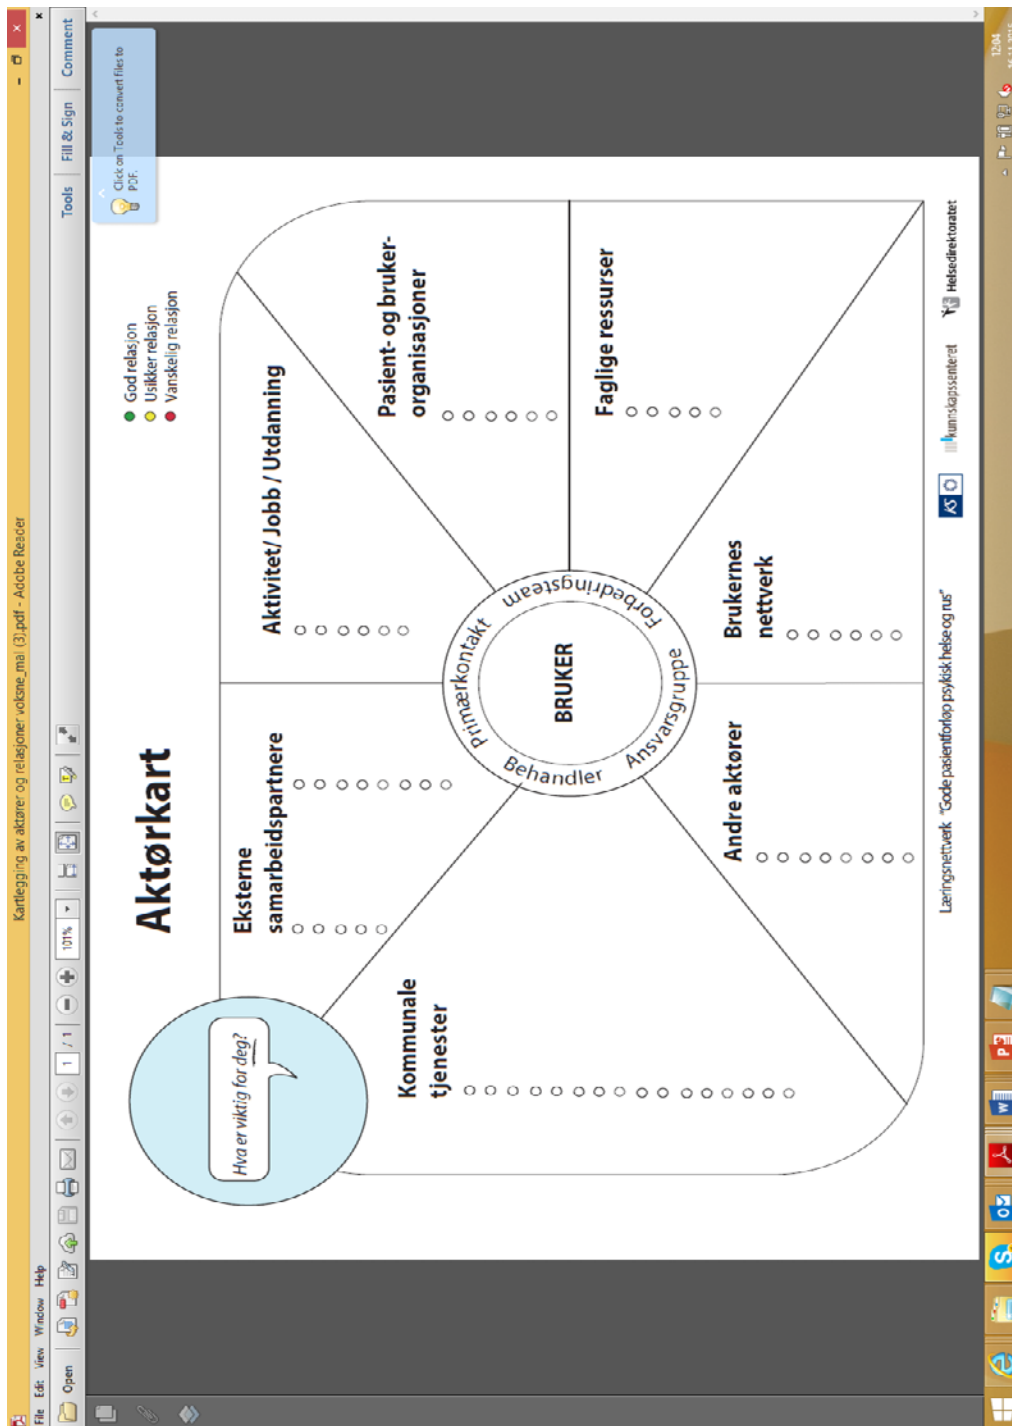 Kartlegging av aktører og relasjoner voksne_mal (3).pdf - Adobe Reader
File Edit View Window Help
Open
1 / 1
101%
Tools
Fill & Sign
Comment
Click on Tools to convert files to
PDF.
Aktørkart
God relasjon
Usikker relasjon
Vanskelig relasjon
Hva er viktig for deg?
Eksterne
samarbeidspartnere
Aktivitet/ Jobb / Utdanning
Kommunale
tjenester
Pasient- og bruker-
organisasjoner
Primærkontakt
Forbedringsteam
Behandler
Ansvarsgruppe
BRUKER
Faglige ressurser
Andre aktører
Brukernes
nettverk
Læringsnettverk "Gode pasientforløp psykisk helse og rus"
KS
kunnskapssenteret
Helsedirektoratet
12:04